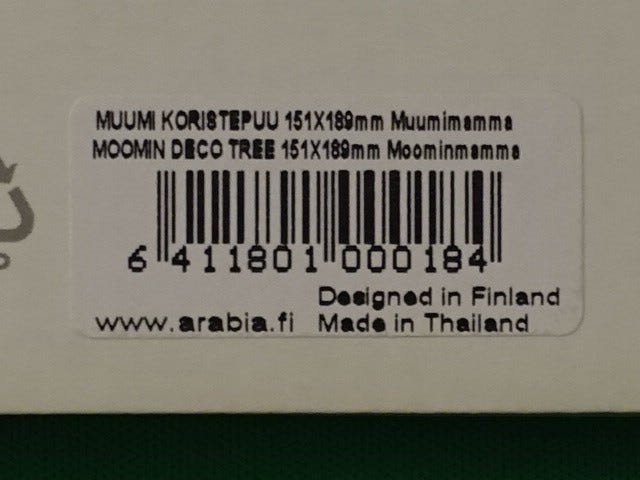 MUUMI KORISTEPUU 151X189mm Muumimamma
MOOMIN DECO TREE 151X189mm Moominmamma
6 411801 000184
Designed in Finland
www.arabia.fi Made in Thailand